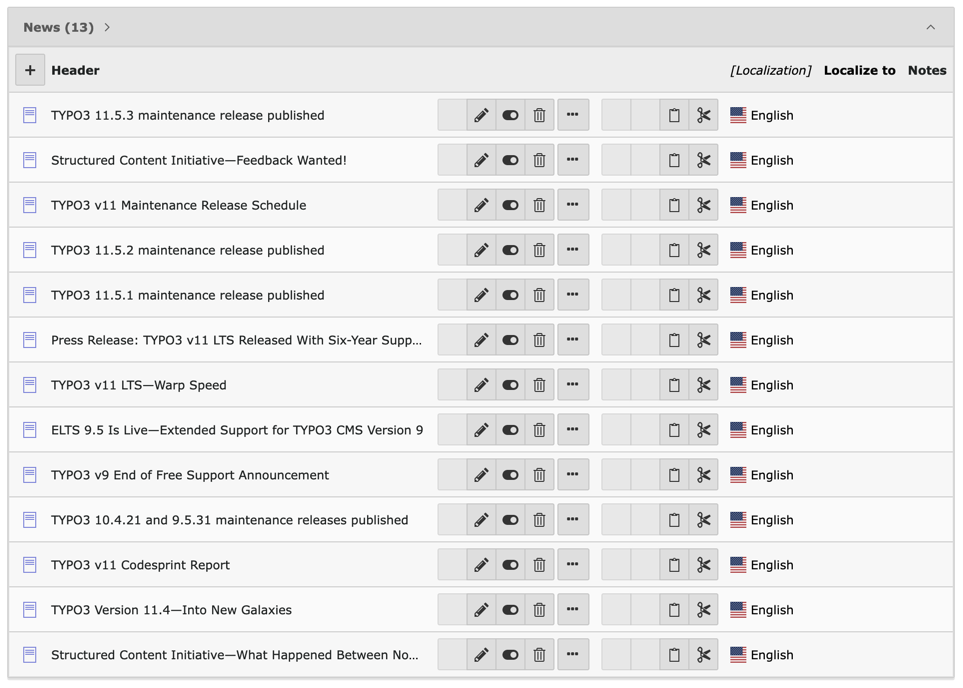 News (13)
Header [Localization] Localize to Notes
TYPO3 11.5.3 maintenance release published English
Structured Content Initiative—Feedback Wanted! English
TYPO3 v11 Maintenance Release Schedule English
TYPO3 11.5.2 maintenance release published English
TYPO3 11.5.1 maintenance release published English
Press Release: TYPO3 v11 LTS Released With Six-Year Supp... English
TYPO3 v11 LTS—Warp Speed English
ELTS 9.5 Is Live—Extended Support for TYPO3 CMS Version 9 English
TYPO3 v9 End of Free Support Announcement English
TYPO3 10.4.21 and 9.5.31 maintenance releases published English
TYPO3 v11 Codesprint Report English
TYPO3 Version 11.4—Into New Galaxies English
Structured Content Initiative—What Happened Between No... English